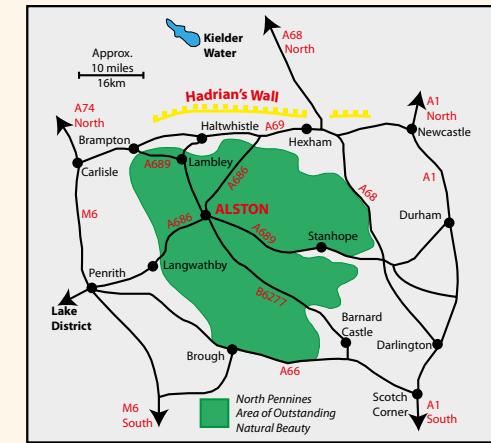 A68
North
Kielder
Water
Approx.
10 miles
16km
Hadrian's Wall
A74
North
A1
North
Haltwhistle
A69
Newcastle
Brampton
Hexham
A689
Lambley
Carlisle
A686
A68
A1
M6
ALSTON
A686
A689
Durham
Stanhope
Langwathby
Penrith
B6277
Lake
District
Barnard
Castle
Brough
Darlington
A66
Scotch
Corner
M6
South
North Pennines
Area of Outstanding
Natural Beauty
A1
South